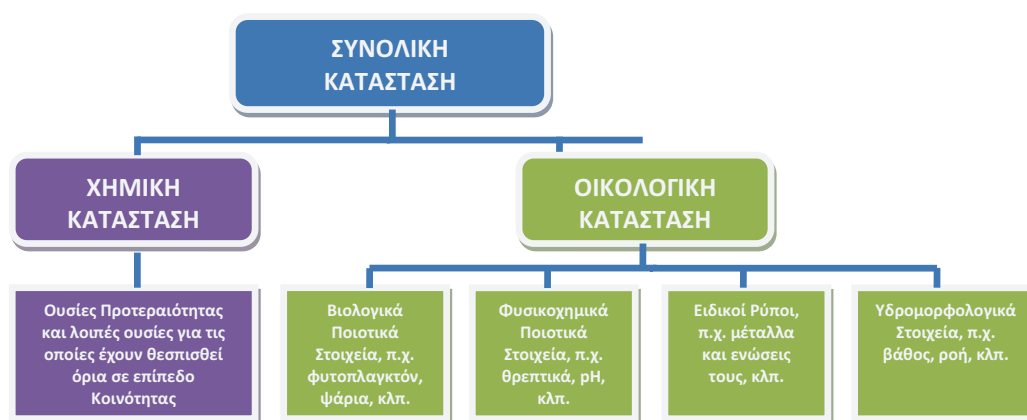 ΣΥΝΟΛΙΚΗ
ΚΑΤΑΣΤΑΣΗ
ΧΗΜΙΚΗ
ΚΑΤΑΣΤΑΣΗ
ΟΙΚΟΛΟΓΙΚΗ
ΚΑΤΑΣΤΑΣΗ
Ουσίες Προτεραιότητας
και λοιπές ουσίες για τις
οποίες έχουν θεσπισθεί
όρια σε επίπεδο
Κοινότητας
Βιολογικά
Ποιοτικά
Στοιχεία, π.χ.
φυτοπλαγκτόν,
ψάρια, κλπ.
Φυσικοχημικά
Ποιοτικά
Στοιχεία, π.χ.
θρεπτικά, pH,
κλπ.
Ειδικοί Ρύποι,
π.χ. μέταλλα
και ενώσεις
τους, κλπ.
Υδρομορφολογικά
Στοιχεία, π.χ.
βάθος, ροή, κλπ.